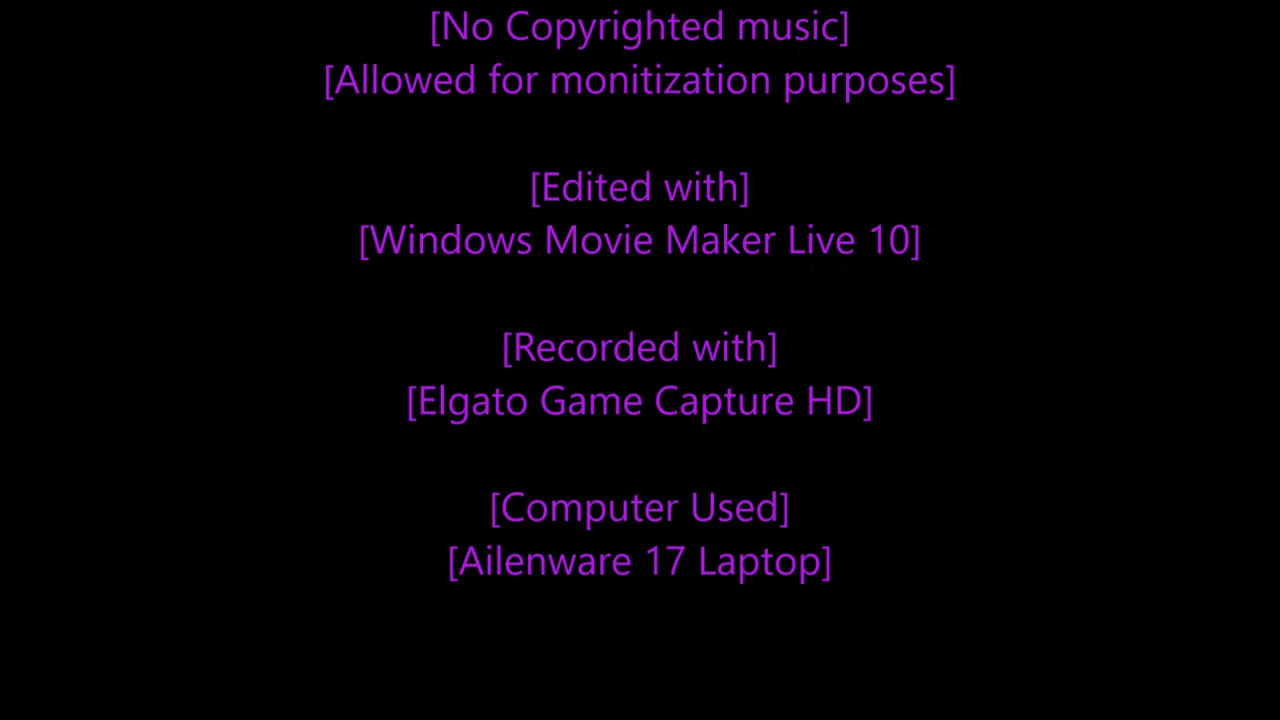 [No Copyrighted music]
[Allowed for monitization purposes]
[Edited with]
[Windows Movie Maker Live 10]
[Recorded with]
[Elgato Game Capture HD]
[Computer Used]
[Ailenware 17 Laptop]